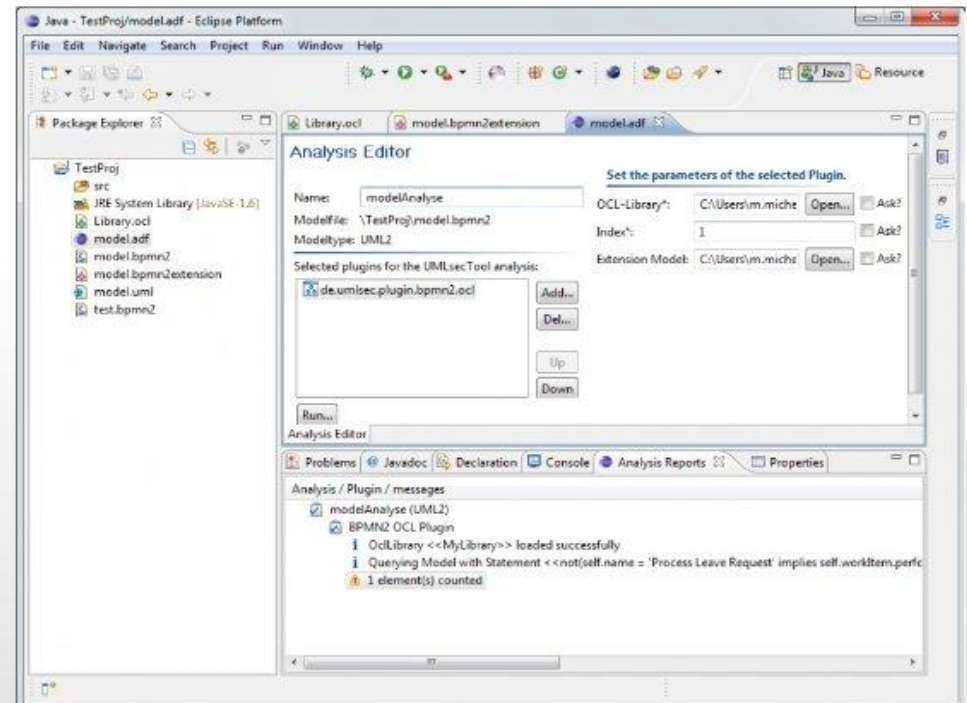 Java - TestProj/model.adf - Eclipse Platform
File Edit Navigate Search Project Run Window Help
Java Resource
Package Explorer
TestProj
src
JRE System Library [JavaSE-1.6]
Library.ocl
model.adf
model.bpmn2
model.bpmn2extension
model.uml
test.bpmn2
Library.ocl model.bpmn2extension model.adf
Analysis Editor
Name: modelAnalyse
Modelfile: \TestProj\model.bpmn2
Modeltype: UML2
Selected plugins for the UMLsecTool analysis:
de.umlsec.plugin.bpmn2.ocl
Add...
Del...
Up
Down
Run...
Set the parameters of the selected Plugin.
OCL-Library*: C:\Users\m.miche Open... Ask?
Index*: 1 Ask?
Extension Model: C:\Users\m.miche Open... Ask?
Analysis Editor
Problems Javadoc Declaration Console Analysis Reports Properties
Analysis / Plugin / messages
modelAnalyse (UML2)
BPMN2 OCL Plugin
OclLibrary <<MyLibrary>> loaded successfully
Querying Model with Statement <<not(self.name = 'Process Leave Request' implies self.workItem.perfc
1 element(s) counted